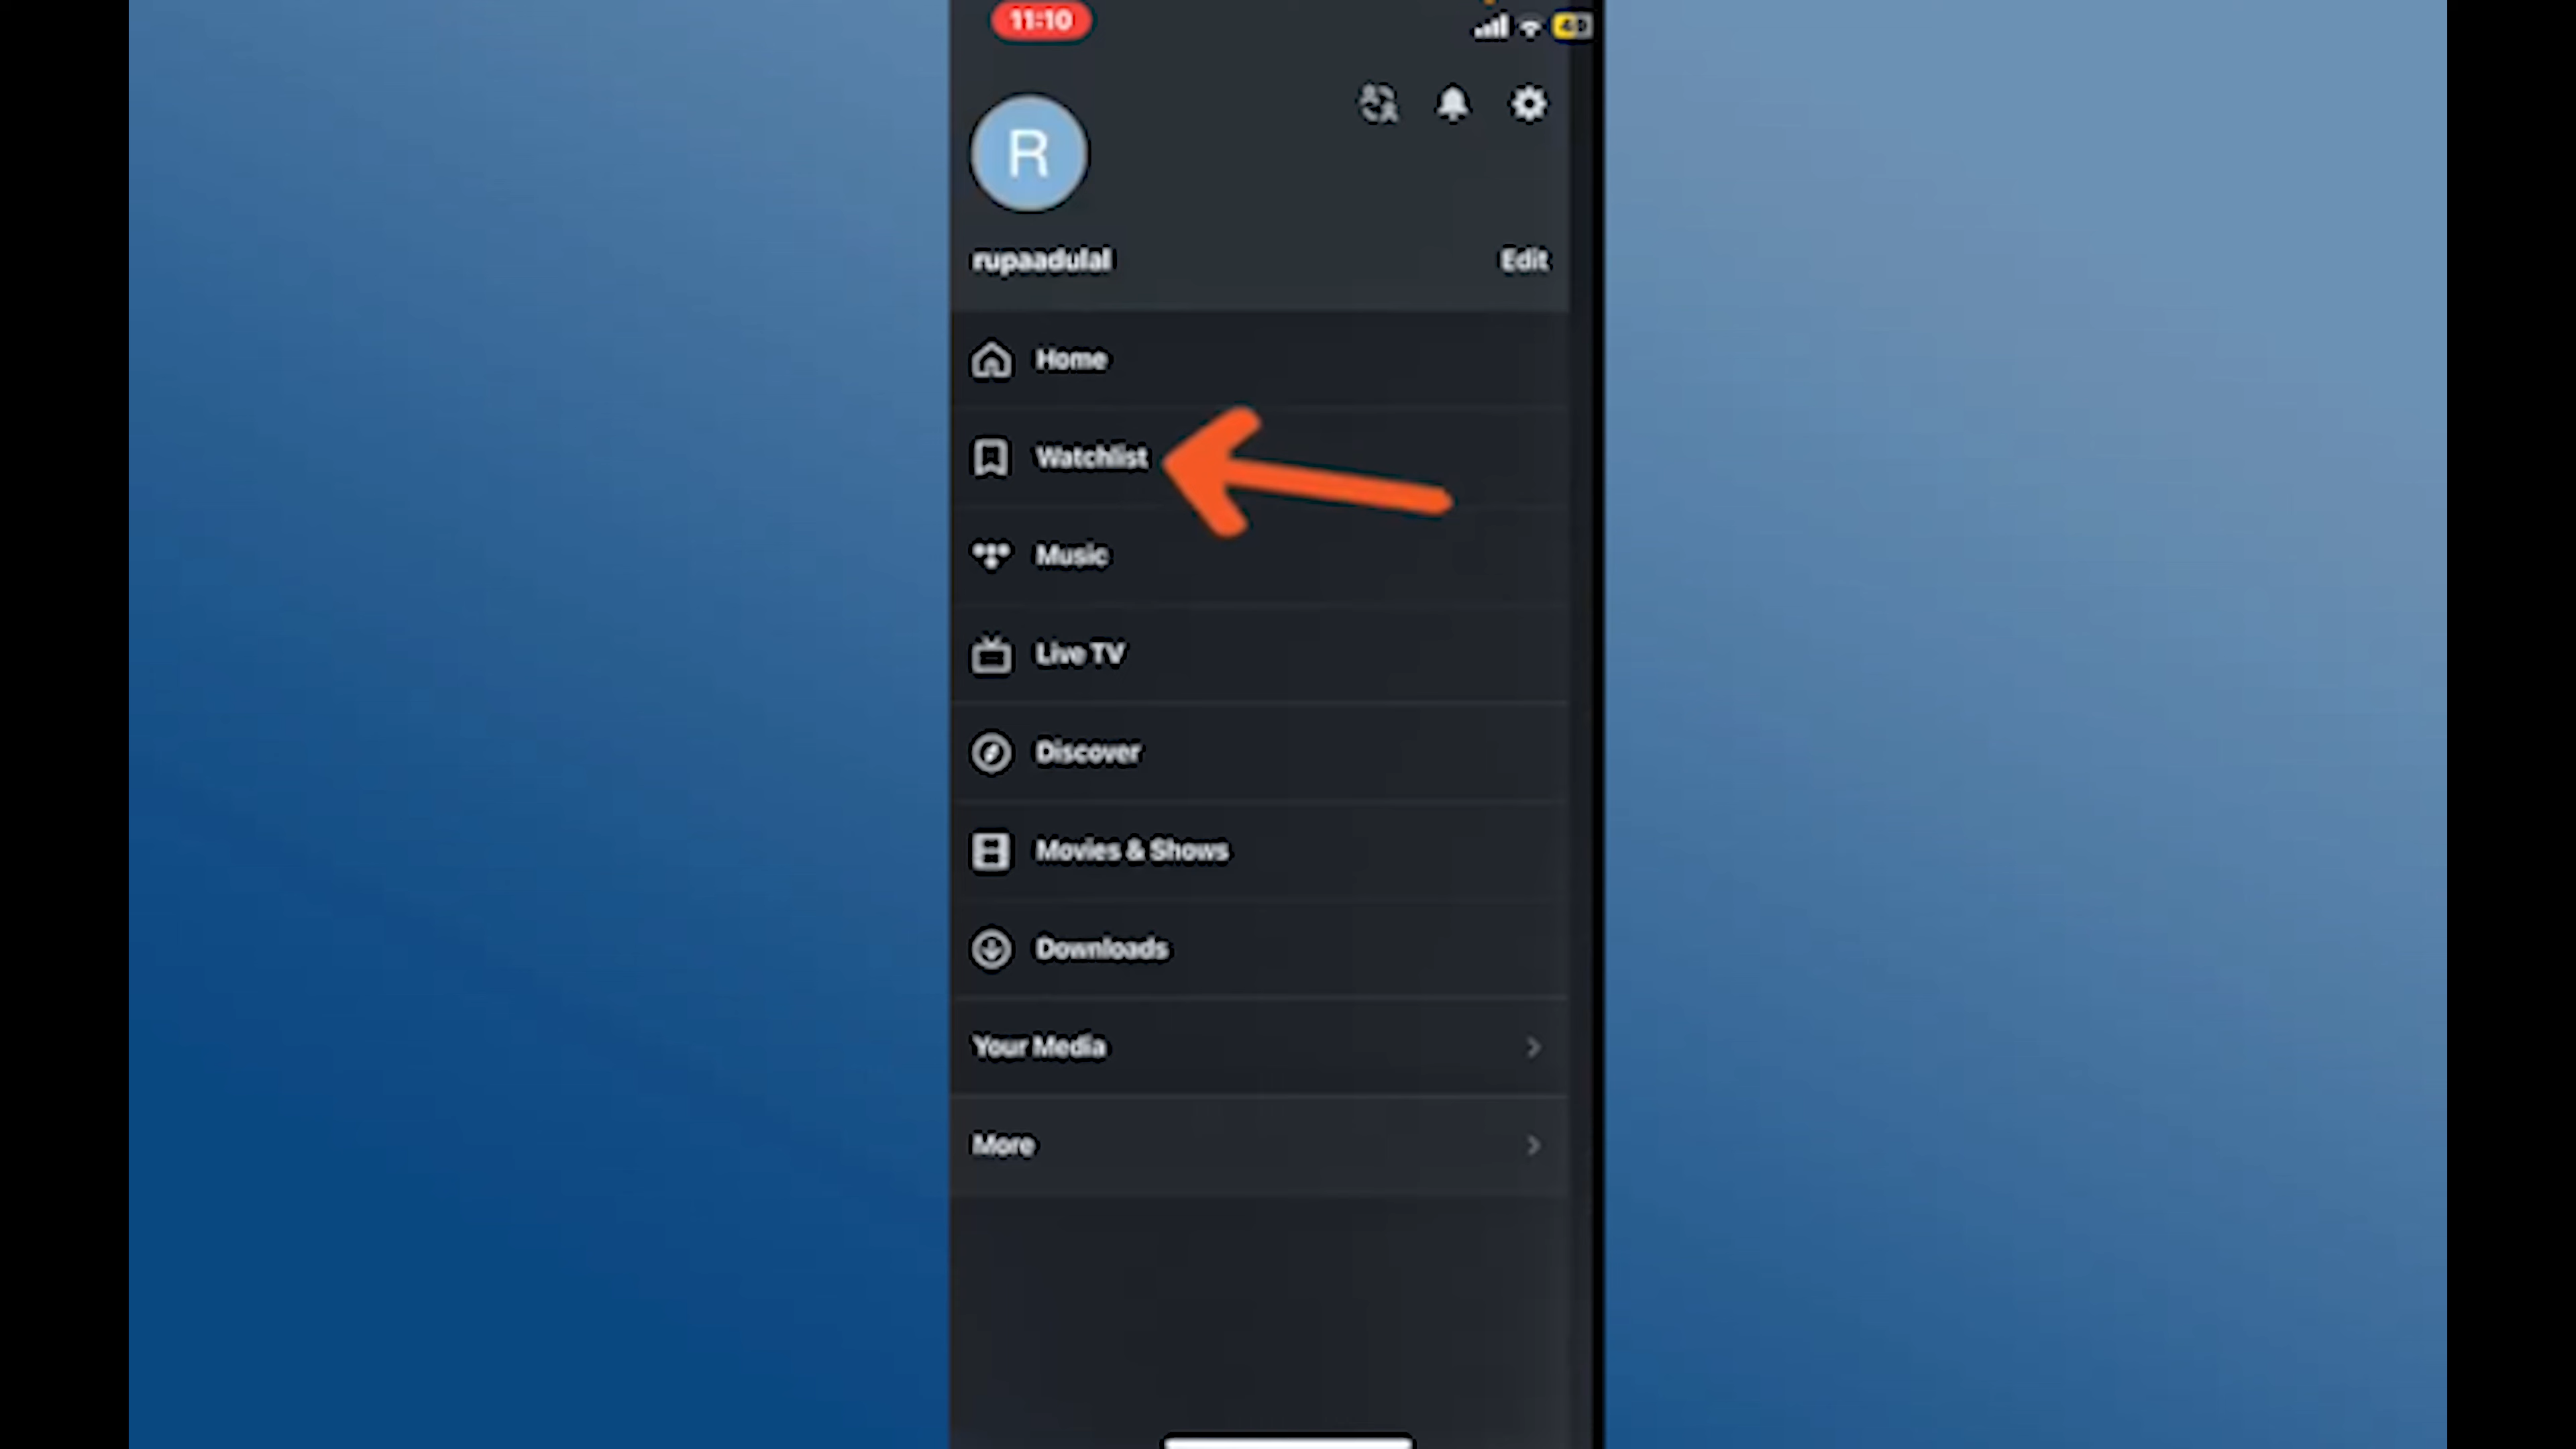 11:10
R
rupaadulal
Edit
Home
Watchlist
Music
Live TV
Discover
Movies & Shows
Downloads
Your Media
More